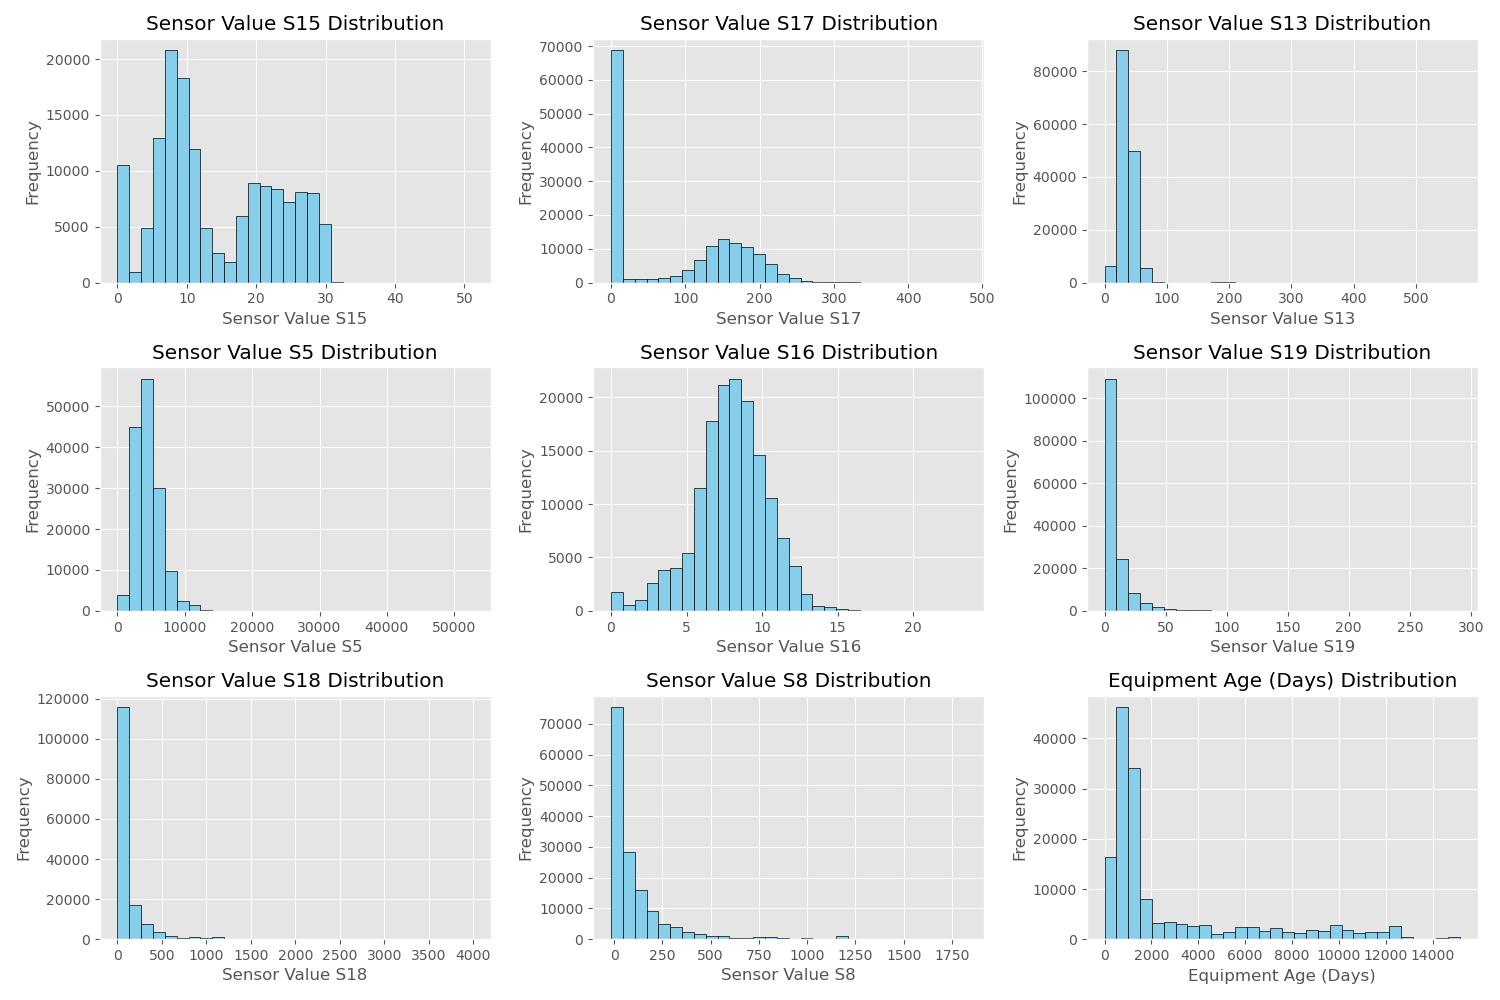 Sensor Value S15 Distribution
Sensor Value S17 Distribution
Sensor Value S13 Distribution
Frequency
20000
15000
10000
5000
0
0 10 20 30 40 50
Sensor Value S15
Frequency
70000
60000
50000
40000
30000
20000
10000
0
0 100 200 300 400 500
Sensor Value S17
Frequency
80000
60000
40000
20000
0
0 100 200 300 400 500
Sensor Value S13
Sensor Value S5 Distribution
Sensor Value S16 Distribution
Sensor Value S19 Distribution
Frequency
50000
40000
30000
20000
10000
0
0 10000 20000 30000 40000 50000
Sensor Value S5
Frequency
20000
15000
10000
5000
0
0 5 10 15 20
Sensor Value S16
Frequency
100000
80000
60000
40000
20000
0
0 50 100 150 200 250 300
Sensor Value S19
Sensor Value S18 Distribution
Sensor Value S8 Distribution
Equipment Age (Days) Distribution
Frequency
120000
100000
80000
60000
40000
20000
0
0 500 1000 1500 2000 2500 3000 3500 4000
Sensor Value S18
Frequency
70000
60000
50000
40000
30000
20000
10000
0
0 250 500 750 1000 1250 1500 1750
Sensor Value S8
Frequency
40000
30000
20000
10000
0
0 2000 4000 6000 8000 10000 12000 14000
Equipment Age (Days)